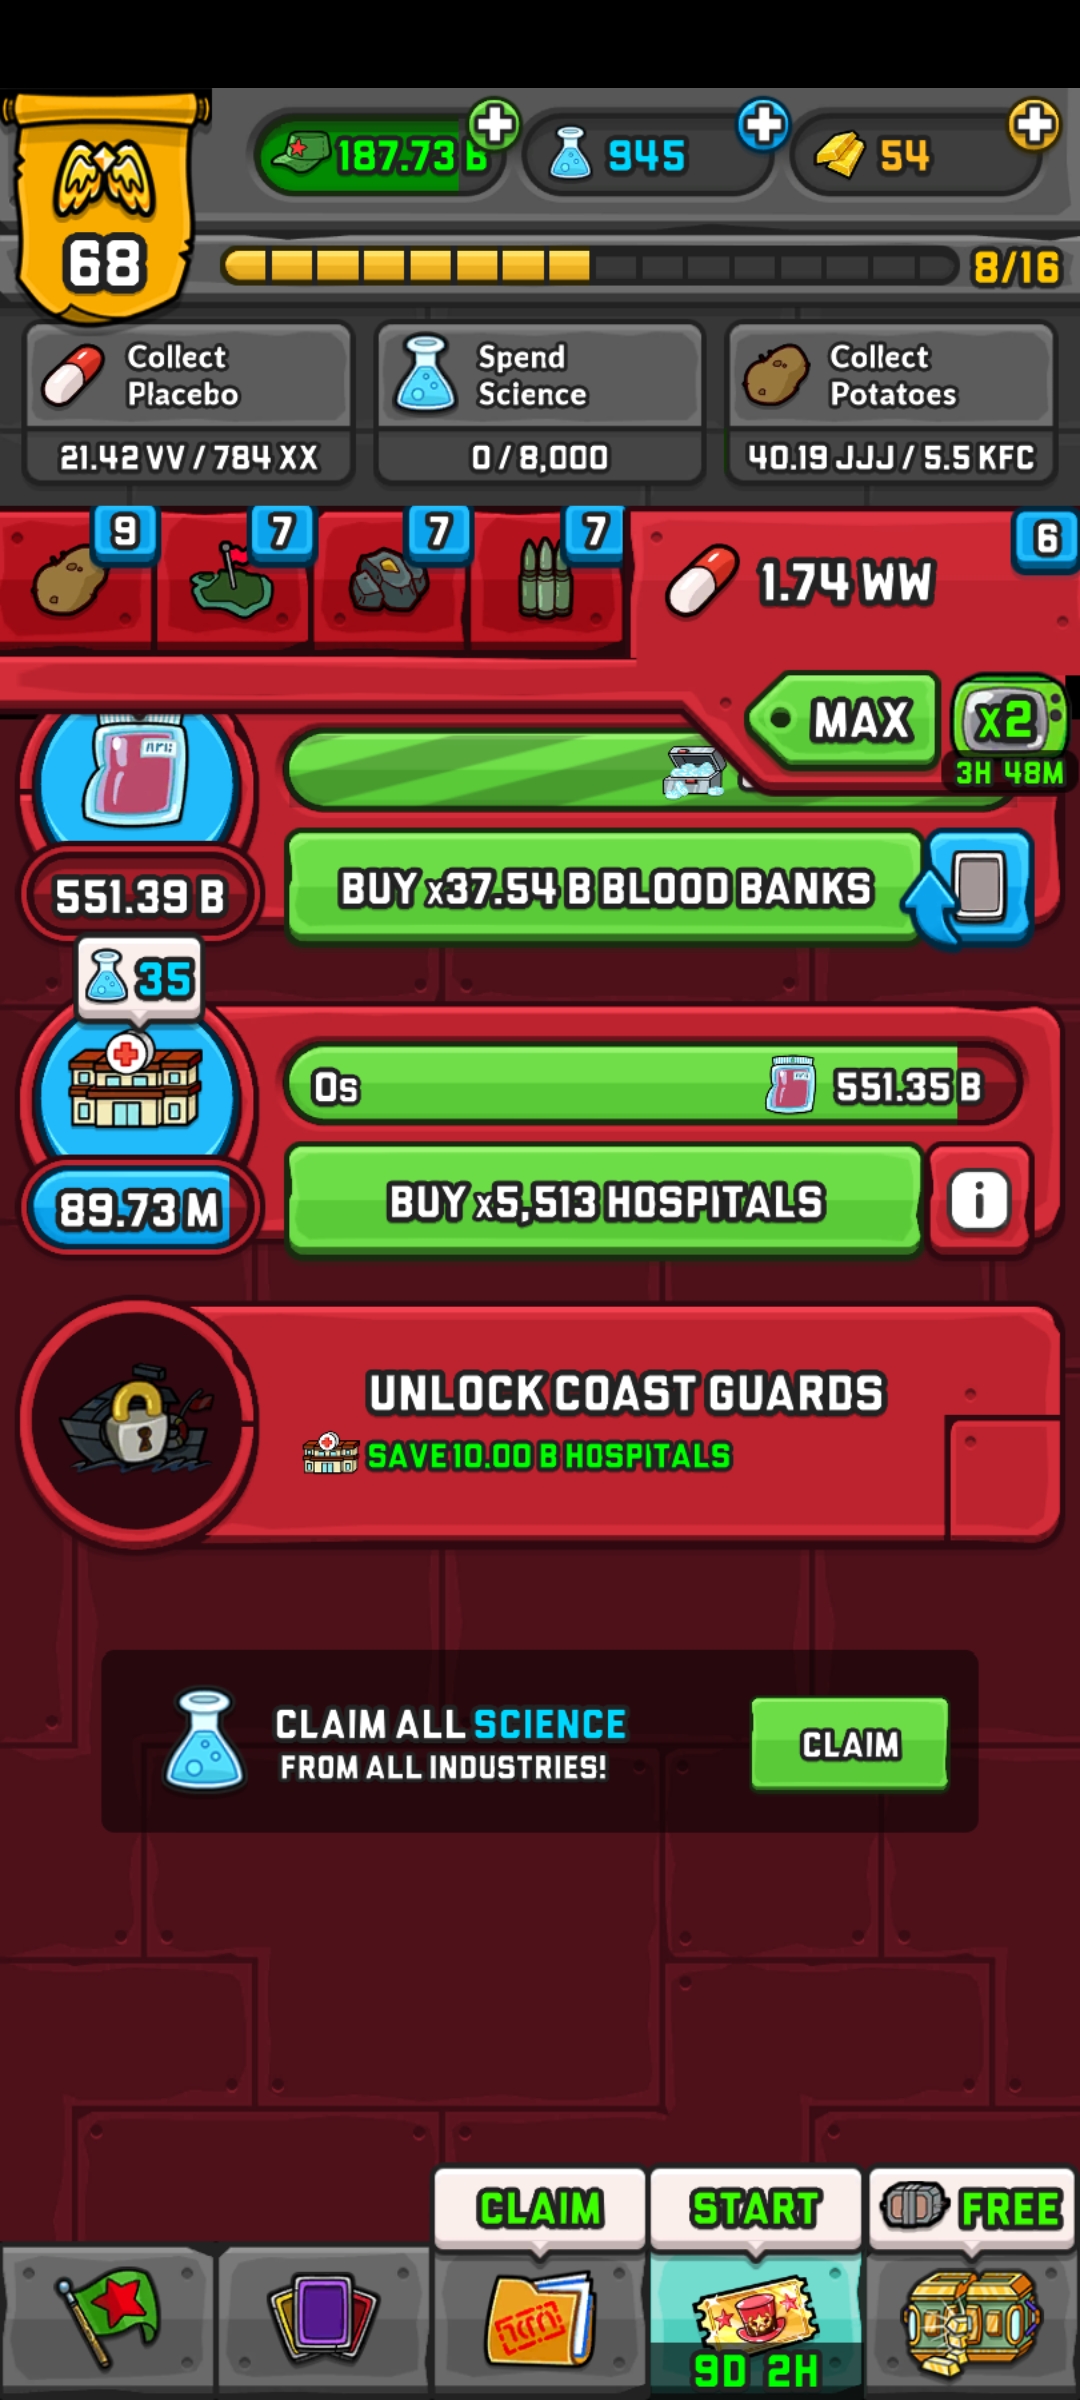 187.73 B
945
54
68
8/16
Collect
Placebo
21.42 VV / 784 XX
Spend
Science
0 / 8,000
Collect
Potatoes
40.19 JJJ / 5.5 KFC
9
7
7
7
6
1.74 WW
MAX
x2
3H 48M
551.39 B
BUY x37.54 B BLOOD BANKS
35
0s
551.35 B
89.73 M
BUY x5,513 HOSPITALS
i
UNLOCK COAST GUARDS
SAVE 10.00 B HOSPITALS
CLAIM ALL SCIENCE
FROM ALL INDUSTRIES!
CLAIM
CLAIM
START
FREE
9D 2H